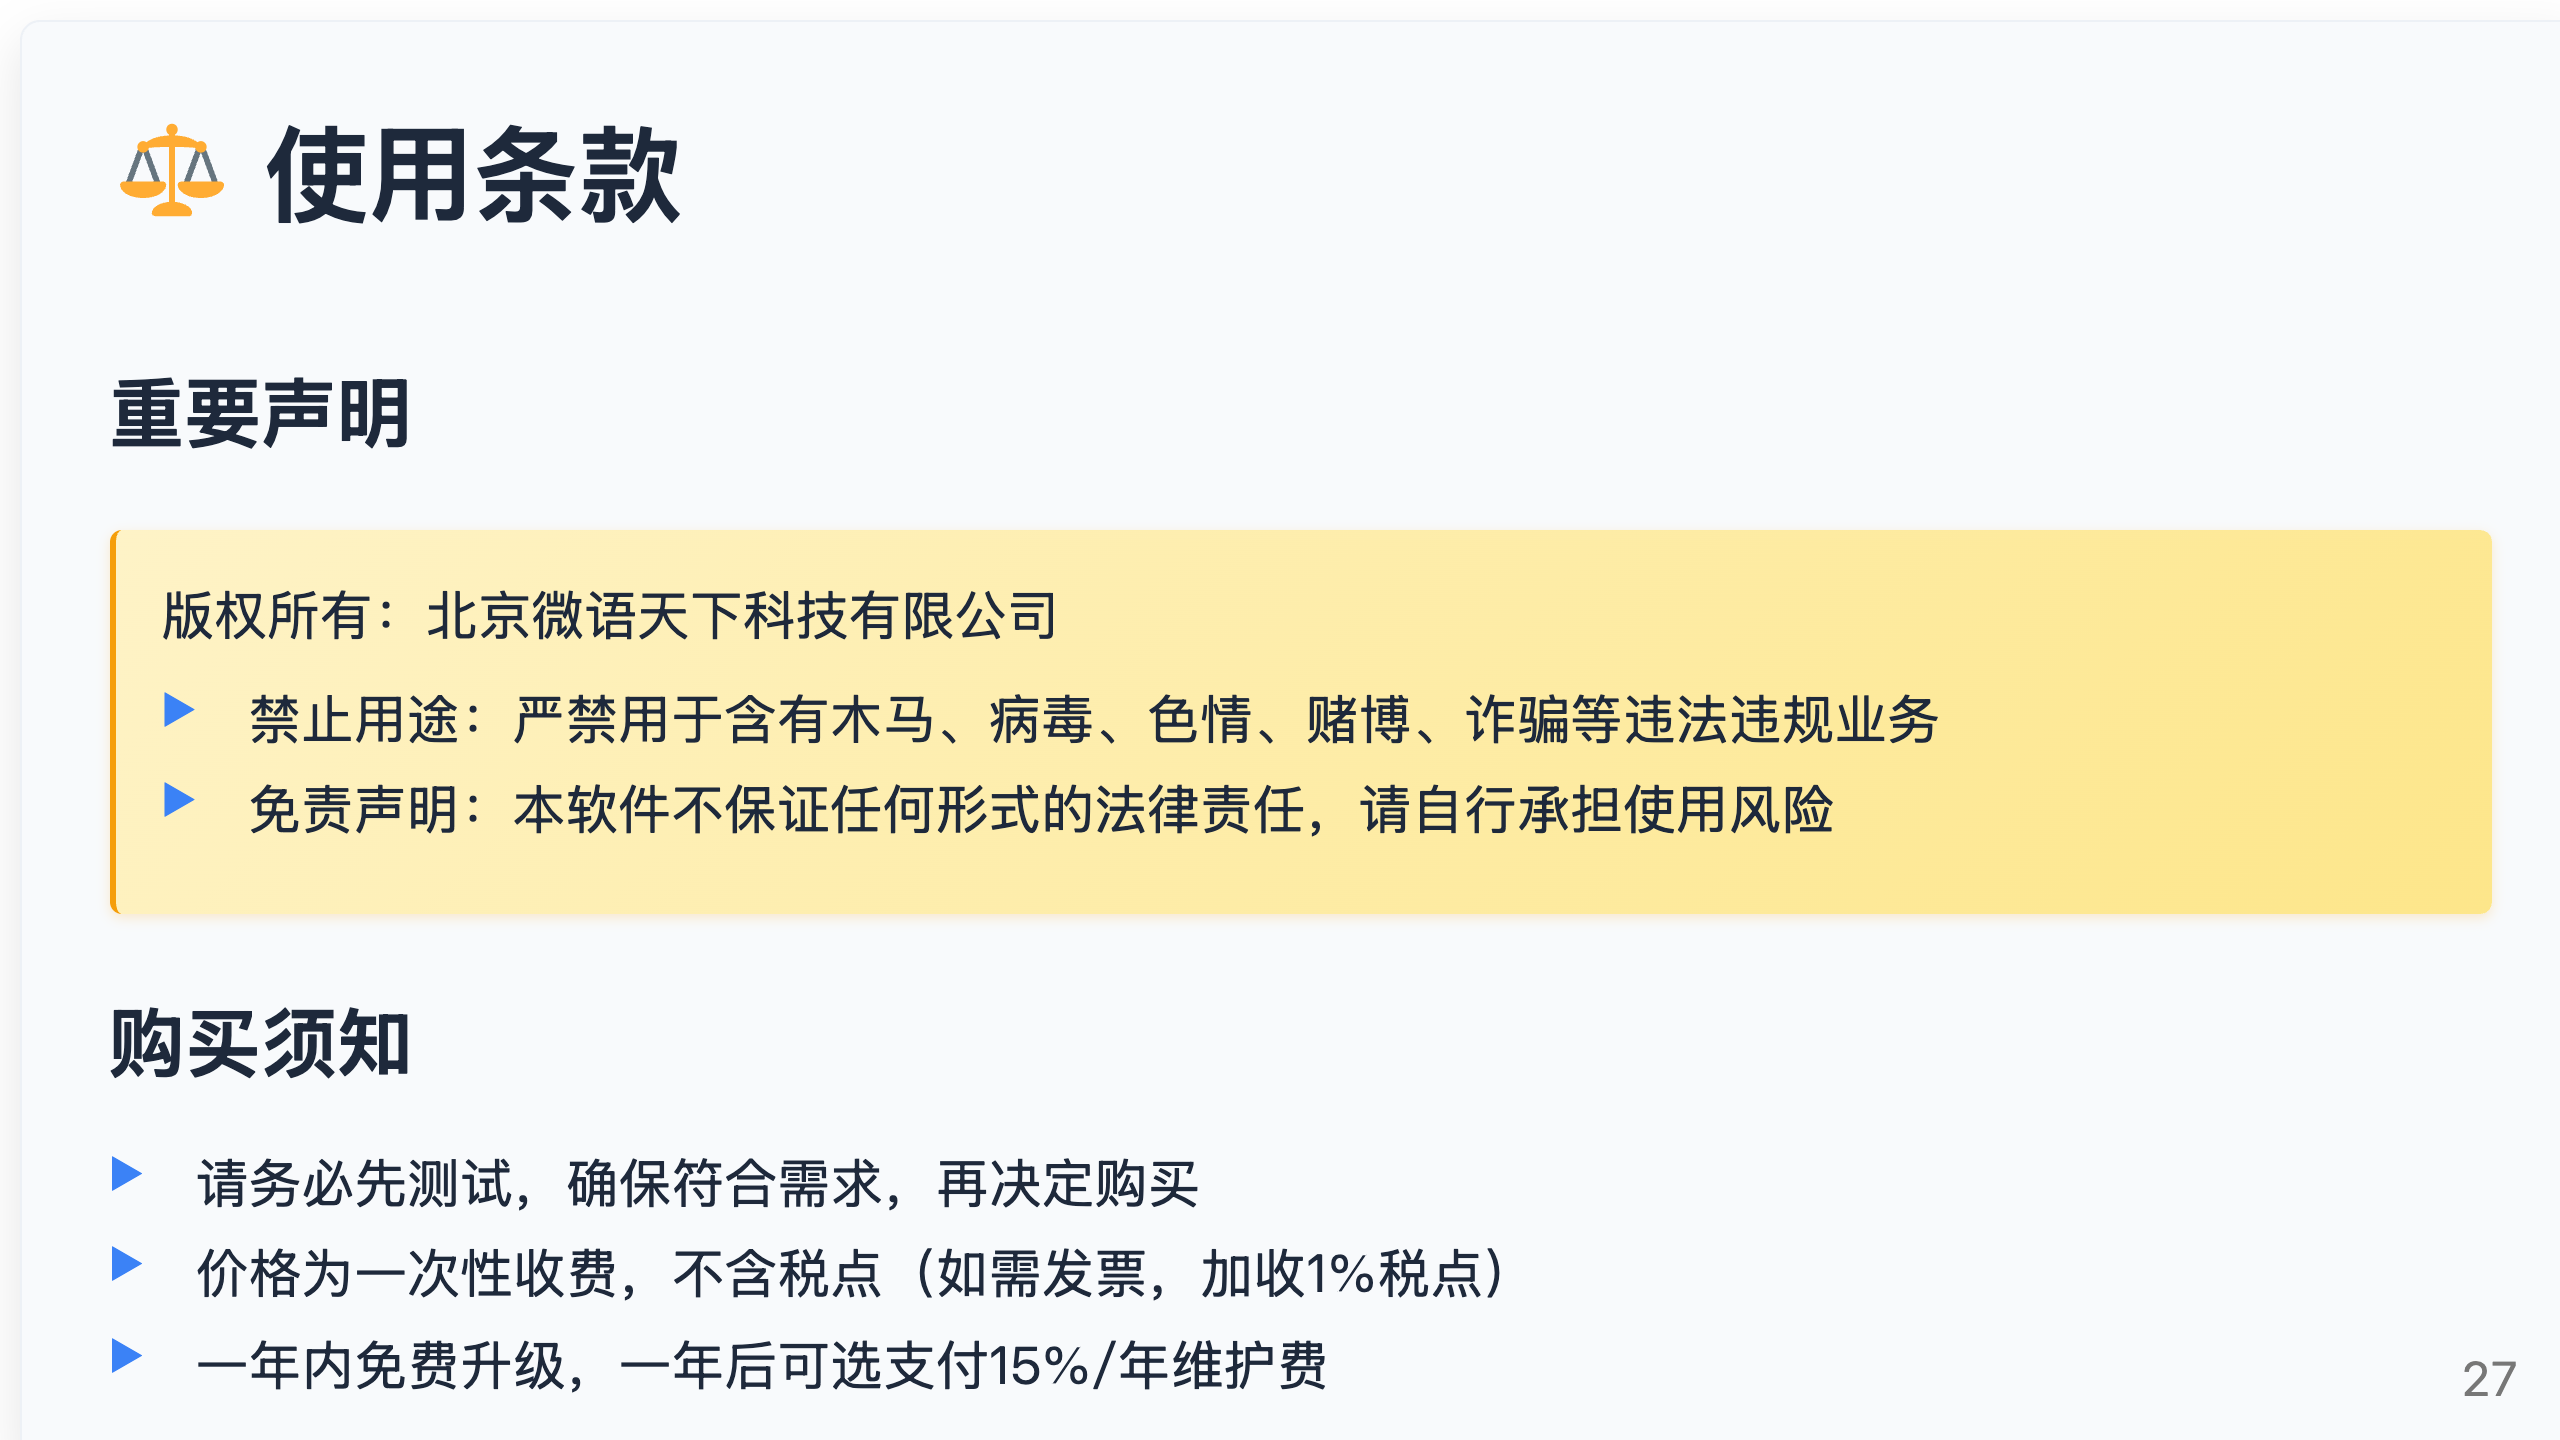 使用条款
重要声明
版权所有：北京微语天下科技有限公司
禁止用途：严禁用于含有木马、病毒、色情、赌博、诈骗等违法违规业务
免责声明：本软件不保证任何形式的法律责任，请自行承担使用风险
购买须知
请务必先测试，确保符合需求，再决定购买
价格为一次性收费，不含税点（如需发票，加收1%税点）
一年内免费升级，一年后可选支付15%/年维护费
27